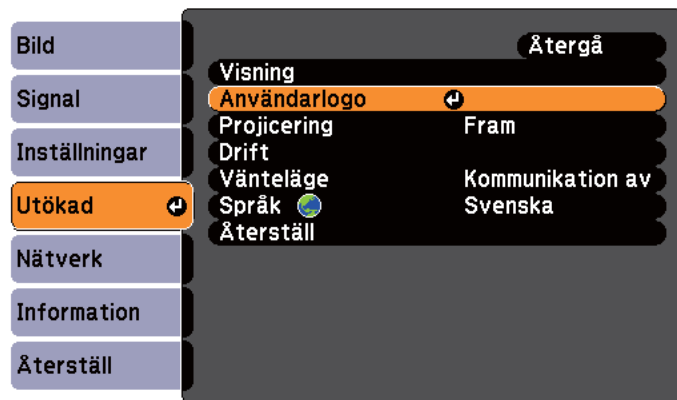 Bild
Signal
Inställningar
Utökad
Nätverk
Information
Återställ
Återgå
Visning
Användarlogo
Projicering Fram
Drift
Vänteläge Kommunikation av
Språk Svenska
Återställ